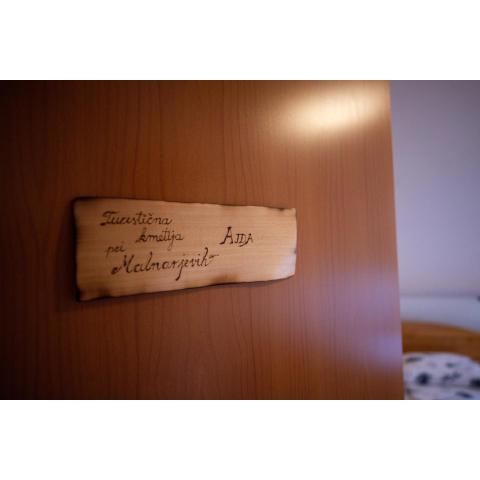 Turistična
kmetija AJDA
pri
Malnarjevih